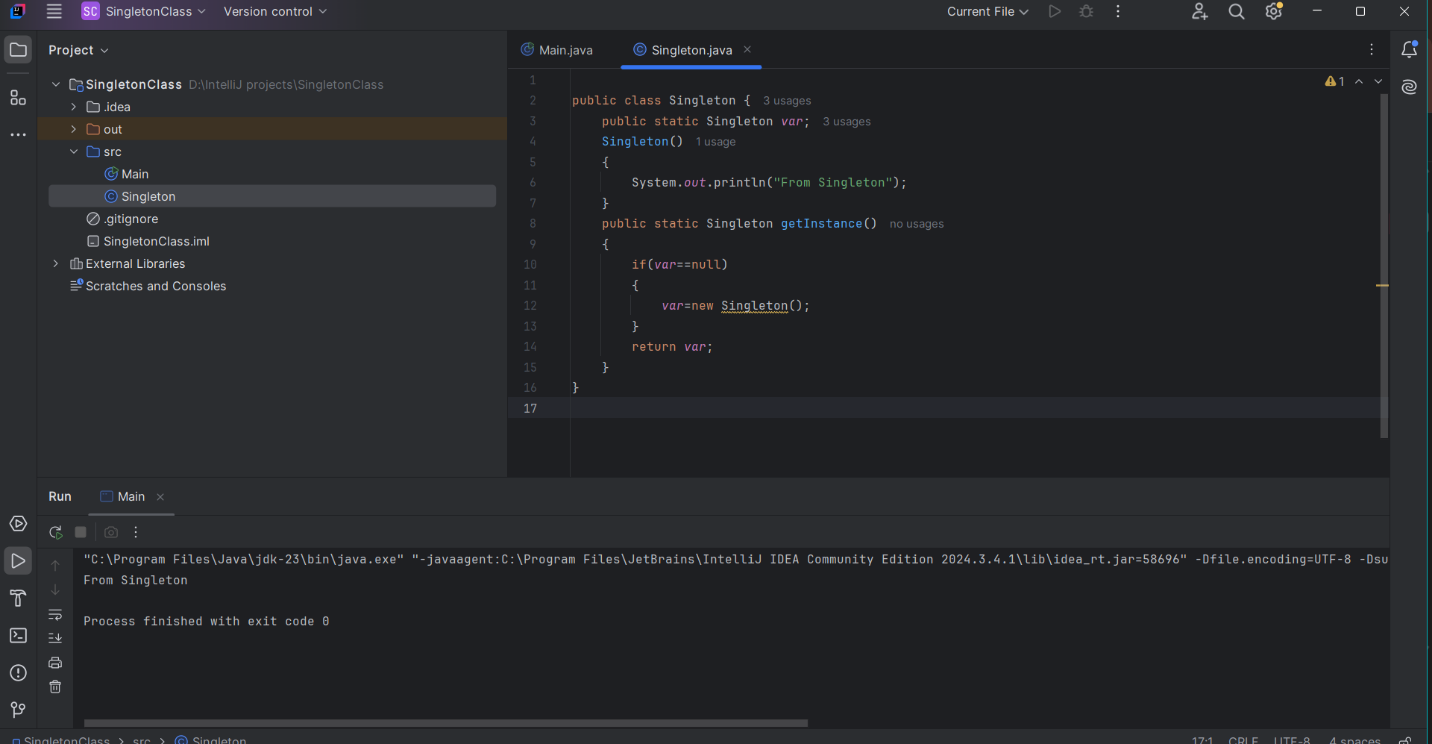 SC SingletonClass Version control Current File
Project
Main.java Singleton.java
SingletonClass D:\IntelliJ projects\SingletonClass
.idea
out
src
Main
Singleton
.gitignore
SingletonClass.iml
External Libraries
Scratches and Consoles
1
1
2 public class Singleton { 3 usages
3 public static Singleton var; 3 usages
4 Singleton() 1 usage
5 {
6 System.out.println("From Singleton");
7 }
8 public static Singleton getInstance() no usages
9 {
10 if(var==null)
11 {
12 var=new Singleton();
13 }
14 return var;
15 }
16 }
17
Run Main
"C:\Program Files\Java\jdk-23\bin\java.exe" "-javaagent:C:\Program Files\JetBrains\IntelliJ IDEA Community Edition 2024.3.4.1\lib\idea_rt.jar=58696" -Dfile.encoding=UTF-8 -Dsu
From Singleton
Process finished with exit code 0
SingletonClass > src > Singleton 17:1 CRLF UTF-8 4 spaces